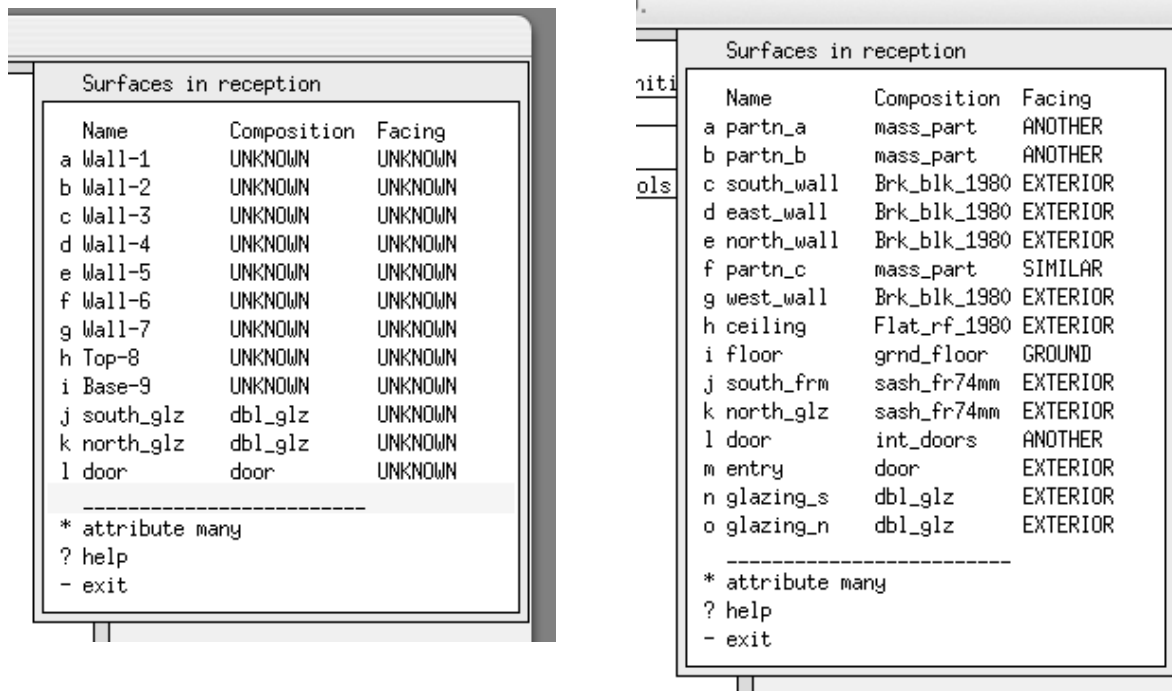 Surfaces in reception
Name Composition Facing
a Wall-1 UNKNOWN UNKNOWN
b Wall-2 UNKNOWN UNKNOWN
c Wall-3 UNKNOWN UNKNOWN
d Wall-4 UNKNOWN UNKNOWN
e Wall-5 UNKNOWN UNKNOWN
f Wall-6 UNKNOWN UNKNOWN
g Wall-7 UNKNOWN UNKNOWN
h Top-8 UNKNOWN UNKNOWN
i Base-9 UNKNOWN UNKNOWN
j south_glz dbl_glz UNKNOWN
k north_glz dbl_glz UNKNOWN
l door door UNKNOWN
* attribute many
? help
- exit
Surfaces in reception
Name Composition Facing
a partn_a mass_part ANOTHER
b partn_b mass_part ANOTHER
c south_wall Brk_blk_1980 EXTERIOR
d east_wall Brk_blk_1980 EXTERIOR
e north_wall Brk_blk_1980 EXTERIOR
f partn_c mass_part SIMILAR
g west_wall Brk_blk_1980 EXTERIOR
h ceiling Flat_rf_1980 EXTERIOR
i floor grnd_floor GROUND
j south_frm sash_fr74mm EXTERIOR
k north_glz sash_fr74mm EXTERIOR
l door int_doors ANOTHER
m entry door EXTERIOR
n glazing_s dbl_glz EXTERIOR
o glazing_n dbl_glz EXTERIOR
* attribute many
? help
- exit